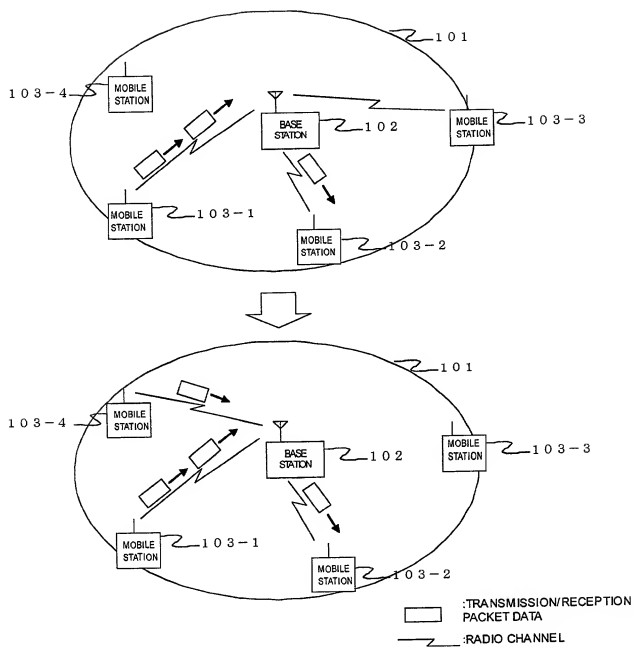 101
103-4
MOBILE
STATION
BASE
STATION
102
MOBILE
STATION
103-3
MOBILE
STATION
103-1
MOBILE
STATION
103-2
101
103-4
MOBILE
STATION
BASE
STATION
102
MOBILE
STATION
103-3
MOBILE
STATION
103-1
MOBILE
STATION
103-2
:TRANSMISSION/RECEPTION
PACKET DATA
:RADIO CHANNEL